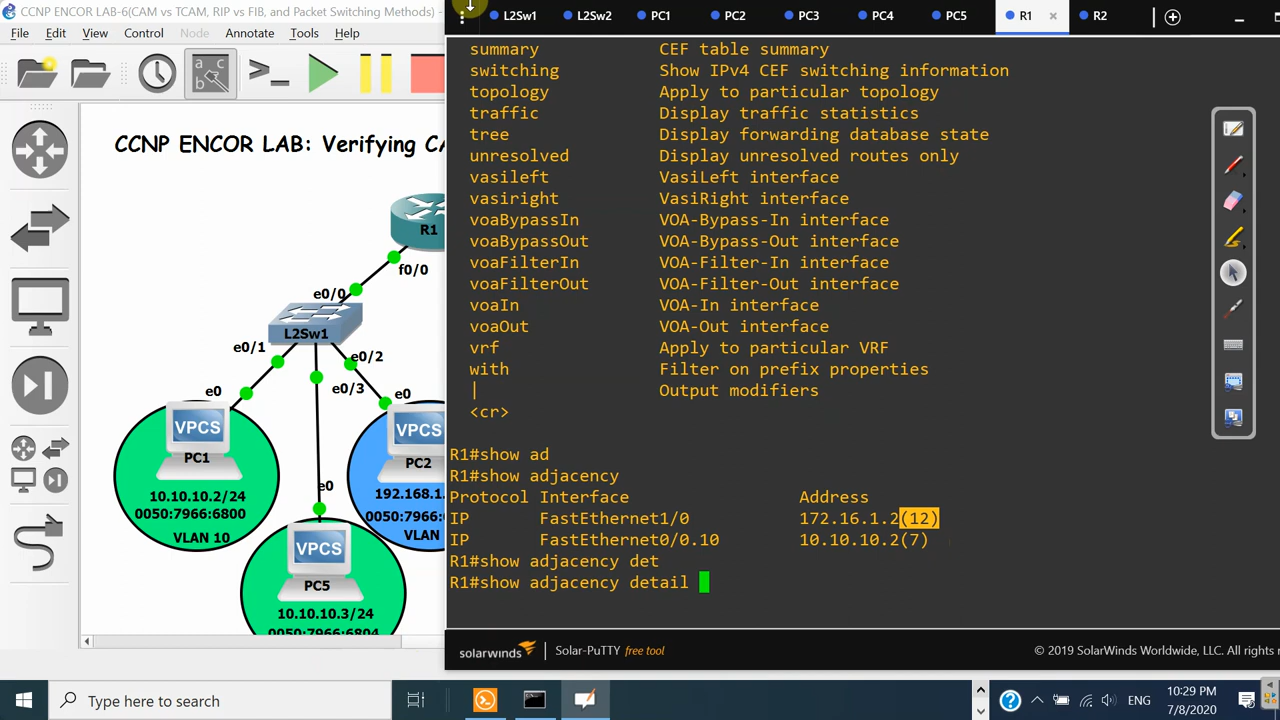 CCNP ENCOR LAB-6(CAM vs TCAM, RIP vs FIB, and Packet Switching Methods)
File Edit View Control Node Annotate Tools Help
L2Sw1 L2Sw2 PC1 PC2 PC3 PC4 PC5 R1 × R2
CCNP ENCOR LAB: Verifying CA
R1
f0/0
e0/0
L2Sw1
e0/1
e0/2
e0/3
e0
e0
e0
VPCS
PC1
10.10.10.2/24
0050:7966:6800
VLAN 10
VPCS
PC2
192.168.1.
0050:7966:
VLAN
VPCS
PC5
10.10.10.3/24
0050:7966:6804
summary CEF table summary
switching Show IPv4 CEF switching information
topology Apply to particular topology
traffic Display traffic statistics
tree Display forwarding database state
unresolved Display unresolved routes only
vasileft VasiLeft interface
vasiright VasiRight interface
voaBypassIn VOA-Bypass-In interface
voaBypassOut VOA-Bypass-Out interface
voaFilterIn VOA-Filter-In interface
voaFilterOut VOA-Filter-Out interface
voaIn VOA-In interface
voaOut VOA-Out interface
vrf Apply to particular VRF
with Filter on prefix properties
| Output modifiers
<cr>
R1#show ad
R1#show adjacency
Protocol Interface Address
IP FastEthernet1/0 172.16.1.2(12)
IP FastEthernet0/0.10 10.10.10.2(7)
R1#show adjacency det
R1#show adjacency detail
solarwinds Solar-PuTTY free tool © 2019 SolarWinds Worldwide, LLC. All rights
Type here to search
ENG
10:29 PM
7/8/2020